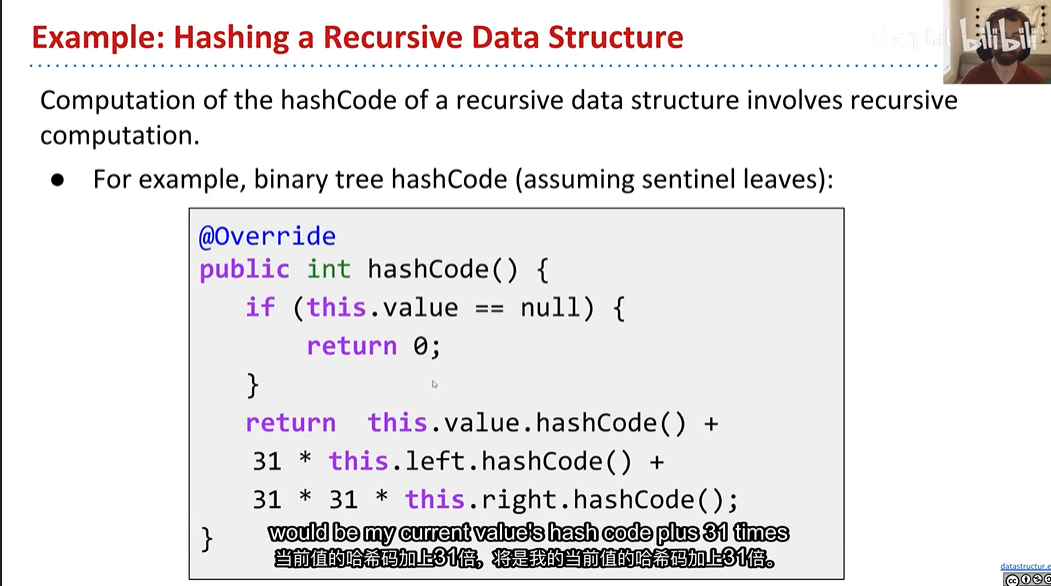 Example: Hashing a Recursive Data Structure
bilibili
Computation of the hashCode of a recursive data structure involves recursive
computation.
● For example, binary tree hashCode (assuming sentinel leaves):
@Override
public int hashCode() {
if (this.value == null) {
return 0;
}
return this.value.hashCode() +
31 * this.left.hashCode() +
31 * 31 * this.right.hashCode();
}
would be my current value's hash code plus 31 times
当前值的哈希码加上31倍，将是我的当前值的哈希码加上31倍。
datastructur.e